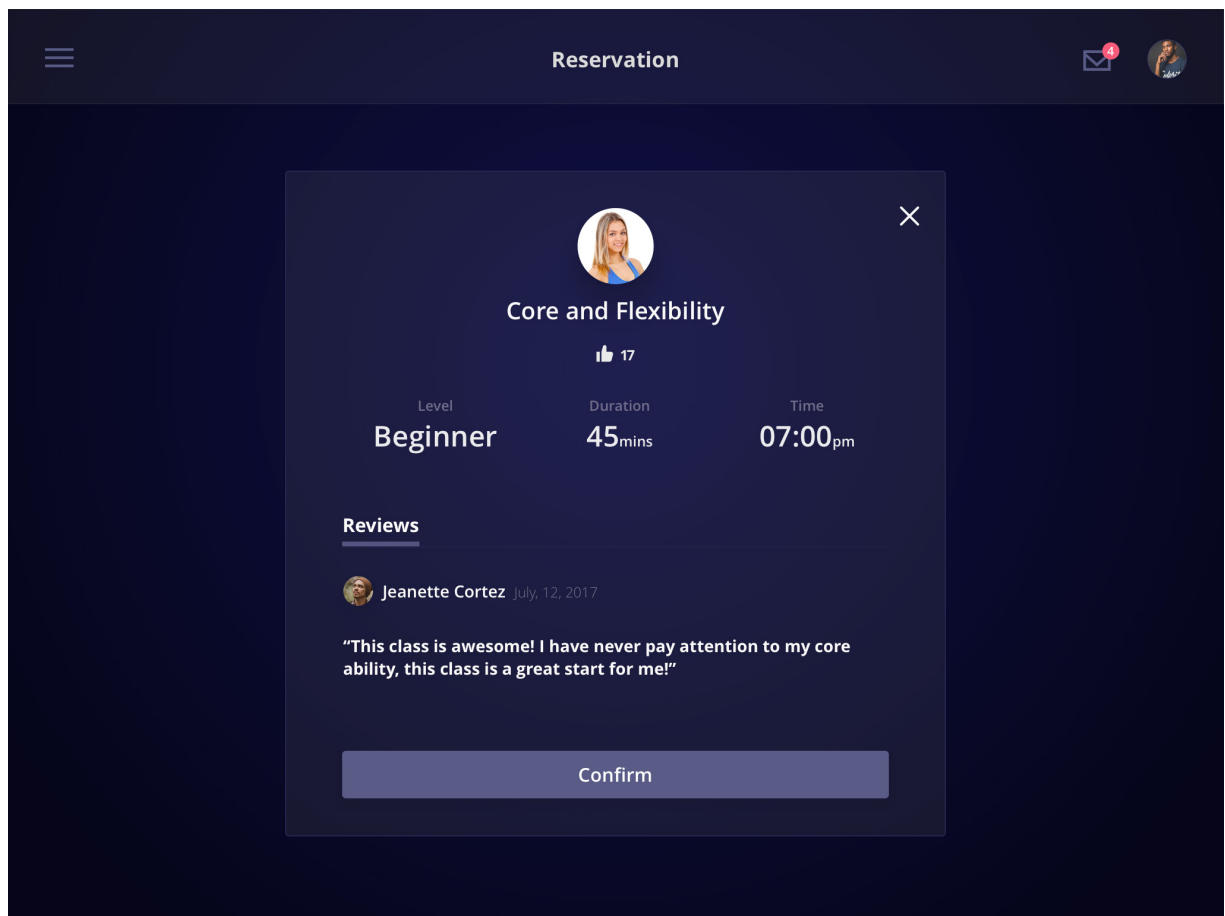 Reservation
4
Core and Flexibility
17
Level
Duration
Time
Beginner
45mins
07:00pm
Reviews
Jeanette Cortez July, 12, 2017
“This class is awesome! I have never pay attention to my core
ability, this class is a great start for me!”
Confirm